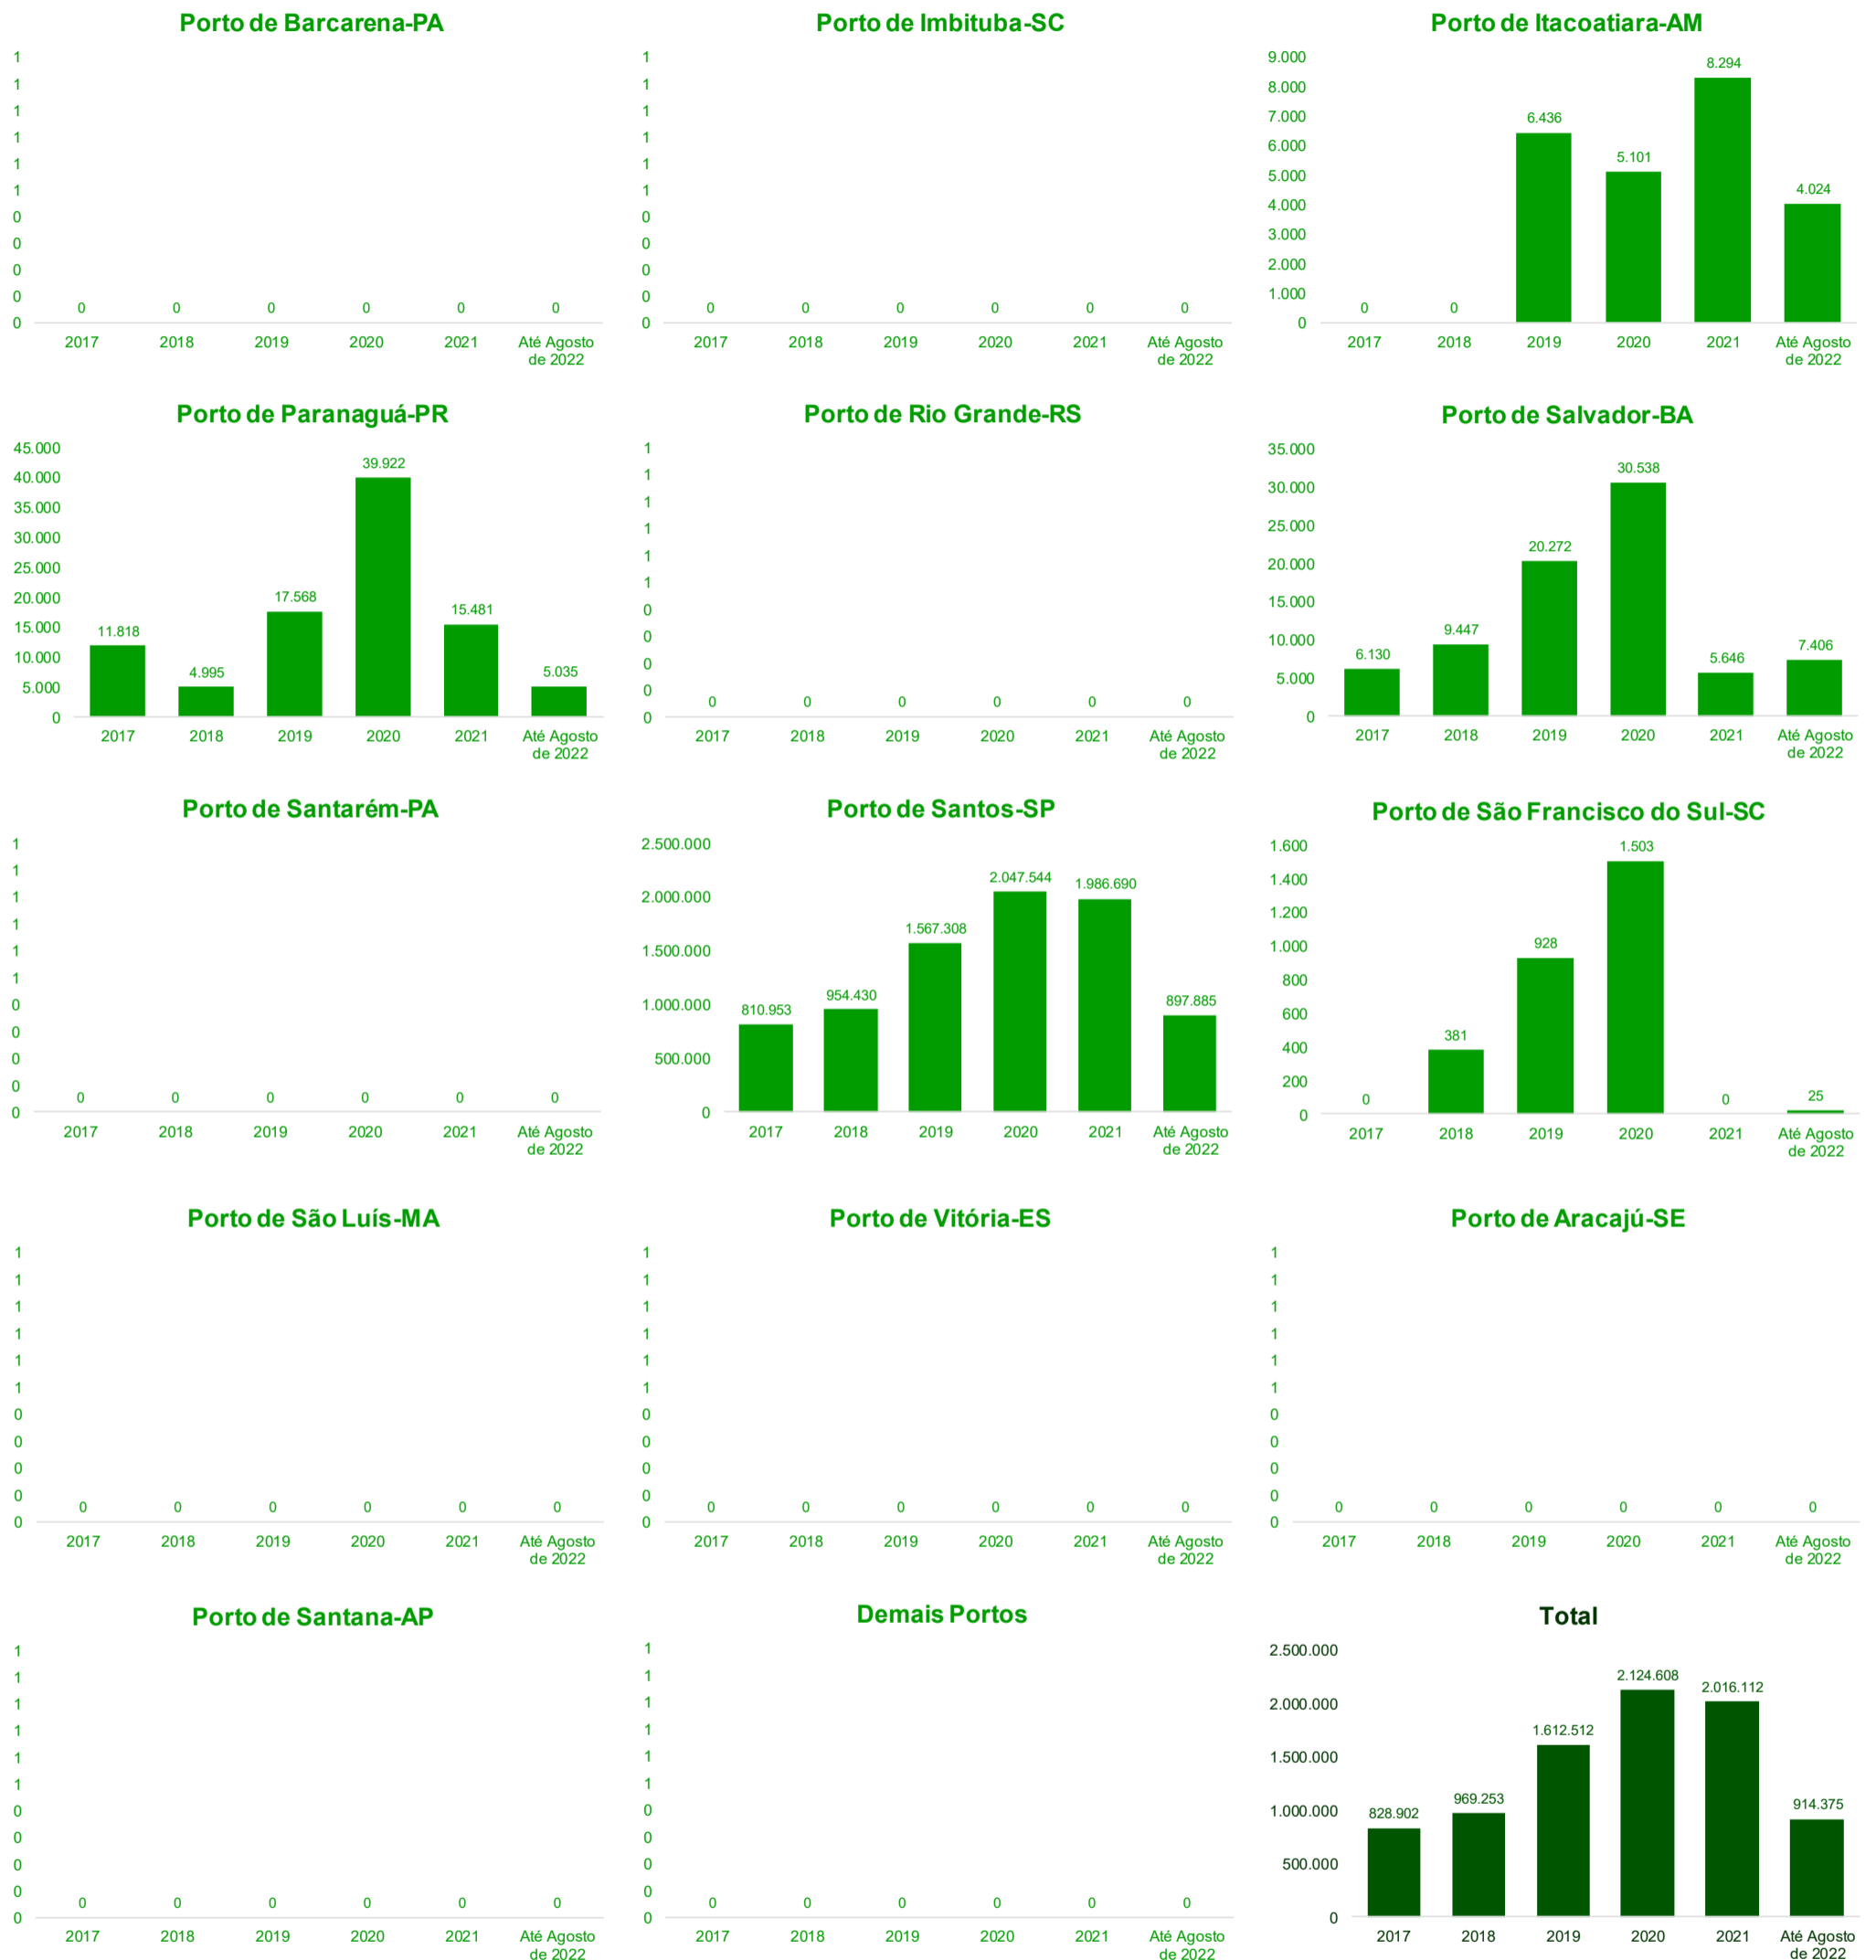 Porto de Barcarena-PA
1
1
1
1
1
1
0
0
0
0
0
0 0 0 0 0 0
2017 2018 2019 2020 2021 Até Agosto
de 2022
Porto de Imbituba-SC
1
1
1
1
1
1
0
0
0
0
0
0 0 0 0 0 0
2017 2018 2019 2020 2021 Até Agosto
de 2022
Porto de Itacoatiara-AM
9.000
8.000
7.000
6.000
5.000
4.000
3.000
2.000
1.000
0
0 0 6.436 5.101 8.294 4.024
2017 2018 2019 2020 2021 Até Agosto
de 2022
Porto de Paranaguá-PR
45.000
40.000
35.000
30.000
25.000
20.000
15.000
10.000
5.000
0
11.818 4.995 17.568 39.922 15.481 5.035
2017 2018 2019 2020 2021 Até Agosto
de 2022
Porto de Rio Grande-RS
1
1
1
1
1
1
0
0
0
0
0
0 0 0 0 0 0
2017 2018 2019 2020 2021 Até Agosto
de 2022
Porto de Salvador-BA
35.000
30.000
25.000
20.000
15.000
10.000
5.000
0
6.130 9.447 20.272 30.538 5.646 7.406
2017 2018 2019 2020 2021 Até Agosto
de 2022
Porto de Santarém-PA
1
1
1
1
1
1
0
0
0
0
0
0 0 0 0 0 0
2017 2018 2019 2020 2021 Até Agosto
de 2022
Porto de Santos-SP
2.500.000
2.000.000
1.500.000
1.000.000
500.000
0
810.953 954.430 1.567.308 2.047.544 1.986.690 897.885
2017 2018 2019 2020 2021 Até Agosto
de 2022
Porto de São Francisco do Sul-SC
1.600
1.400
1.200
1.000
800
600
400
200
0
0 381 928 1.503 0 25
2017 2018 2019 2020 2021 Até Agosto
de 2022
Porto de São Luís-MA
1
1
1
1
1
1
0
0
0
0
0
0 0 0 0 0 0
2017 2018 2019 2020 2021 Até Agosto
de 2022
Porto de Vitória-ES
1
1
1
1
1
1
0
0
0
0
0
0 0 0 0 0 0
2017 2018 2019 2020 2021 Até Agosto
de 2022
Porto de Aracajú-SE
1
1
1
1
1
1
0
0
0
0
0
0 0 0 0 0 0
2017 2018 2019 2020 2021 Até Agosto
de 2022
Porto de Santana-AP
1
1
1
1
1
1
0
0
0
0
0
0 0 0 0 0 0
2017 2018 2019 2020 2021 Até Agosto
de 2022
Demais Portos
1
1
1
1
1
1
0
0
0
0
0
0 0 0 0 0 0
2017 2018 2019 2020 2021 Até Agosto
de 2022
Total
2.500.000
2.000.000
1.500.000
1.000.000
500.000
0
828.902 969.253 1.612.512 2.124.608 2.016.112 914.375
2017 2018 2019 2020 2021 Até Agosto
de 2022